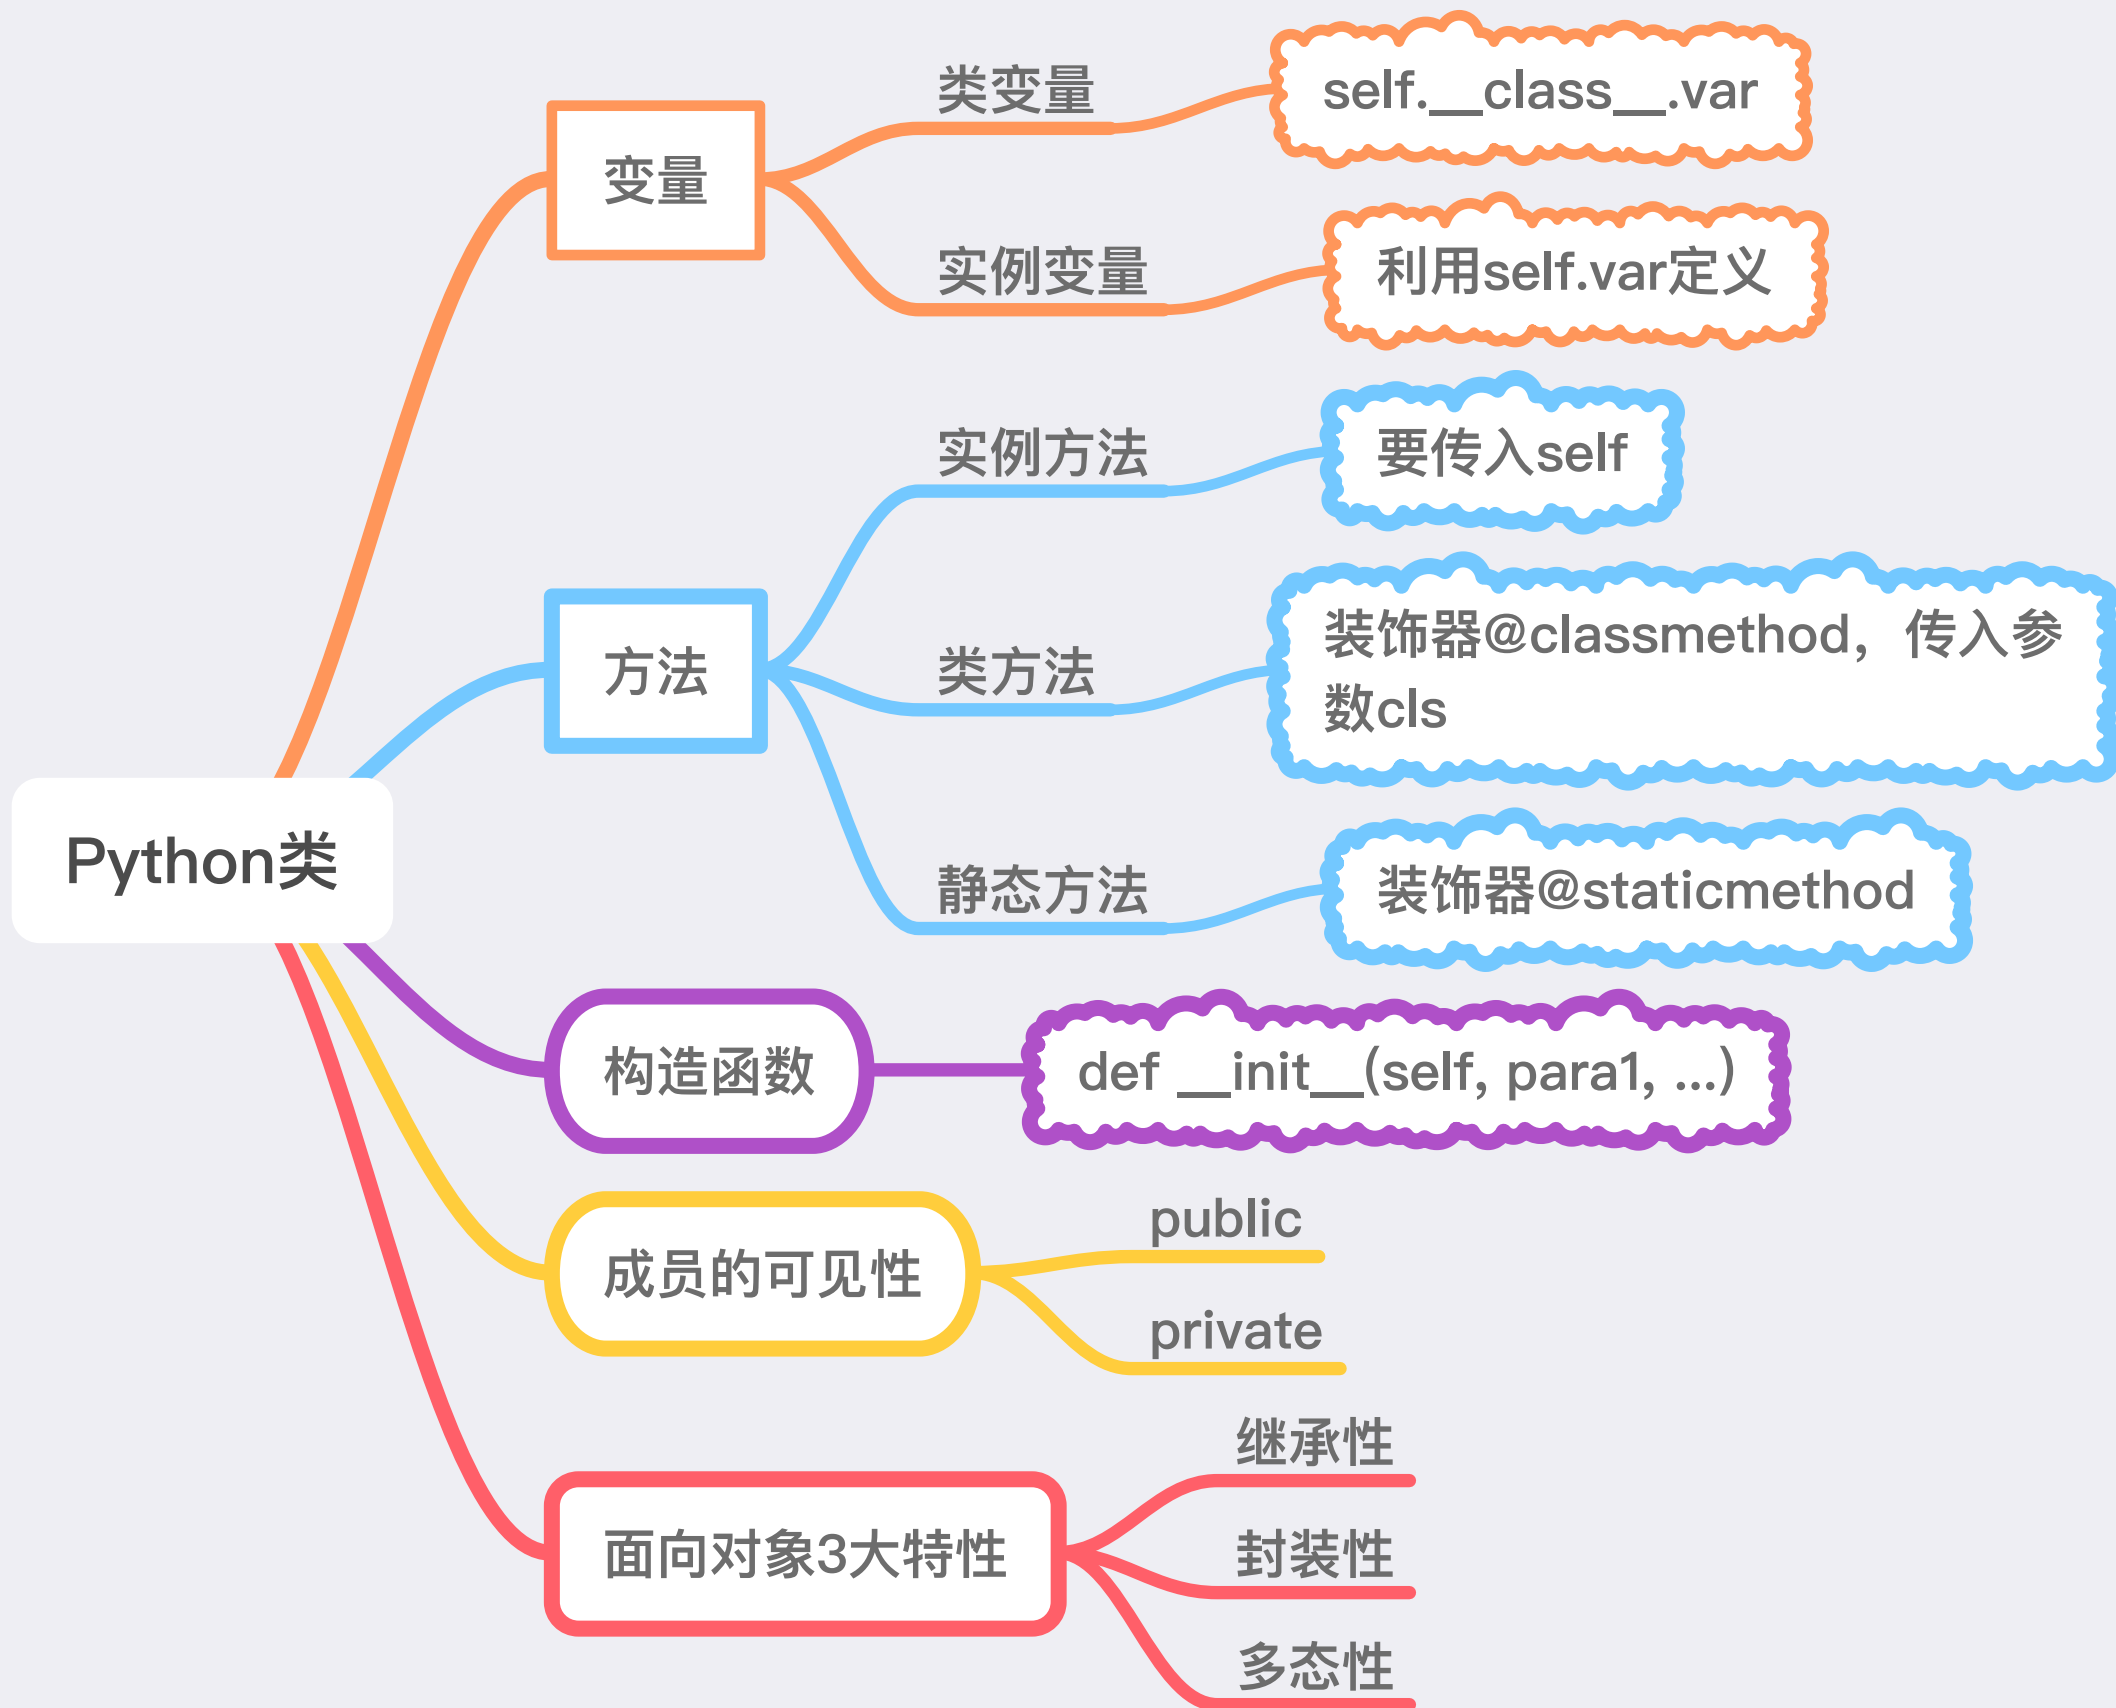 Python类
变量
类变量
self.__class__.var
实例变量
利用self.var定义
方法
实例方法
要传入self
类方法
装饰器@classmethod，传入参
数cls
静态方法
装饰器@staticmethod
构造函数
def __init__(self, para1, ...)
成员的可见性
public
private
面向对象3大特性
继承性
封装性
多态性